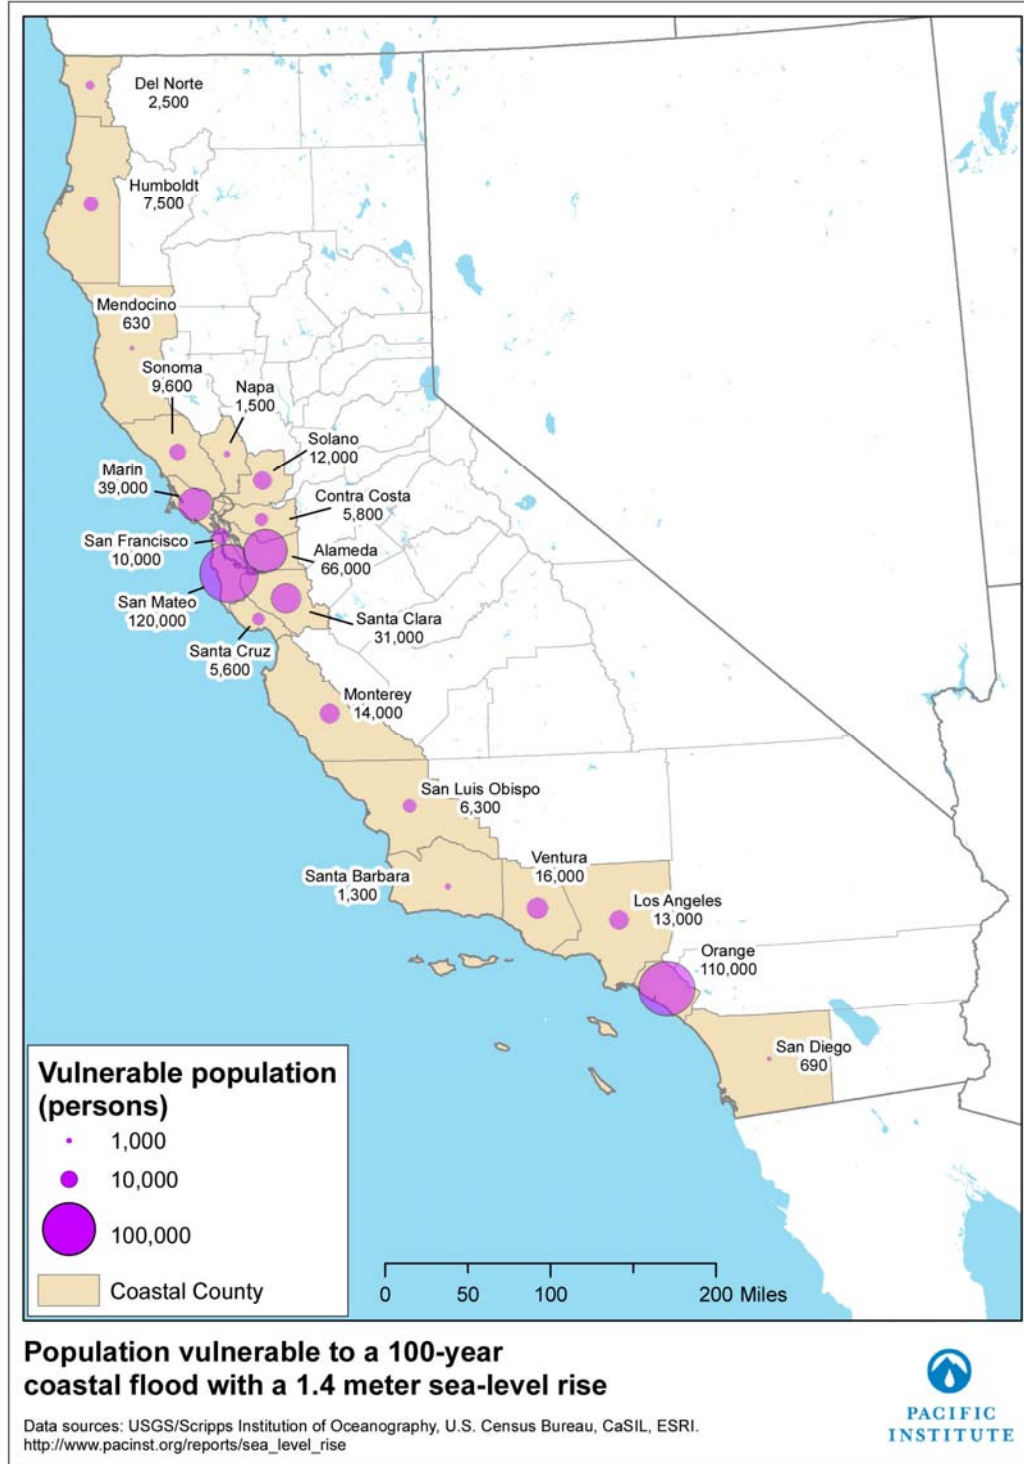 Del Norte
2,500
Humboldt
7,500
Mendocino
630
Sonoma
9,600
Napa
1,500
Solano
12,000
Marin
39,000
Contra Costa
5,800
San Francisco
10,000
Alameda
66,000
San Mateo
120,000
Santa Clara
31,000
Santa Cruz
5,600
Monterey
14,000
San Luis Obispo
6,300
Ventura
16,000
Santa Barbara
1,300
Los Angeles
13,000
Orange
110,000
San Diego
690
Vulnerable population
(persons)
1,000
10,000
100,000
Coastal County
0 50 100 200 Miles
Population vulnerable to a 100-year
coastal flood with a 1.4 meter sea-level rise
Data sources: USGS/Scripps Institution of Oceanography, U.S. Census Bureau, CaSIL, ESRI.
http://www.pacinst.org/reports/sea_level_rise
PACIFIC
INSTITUTE